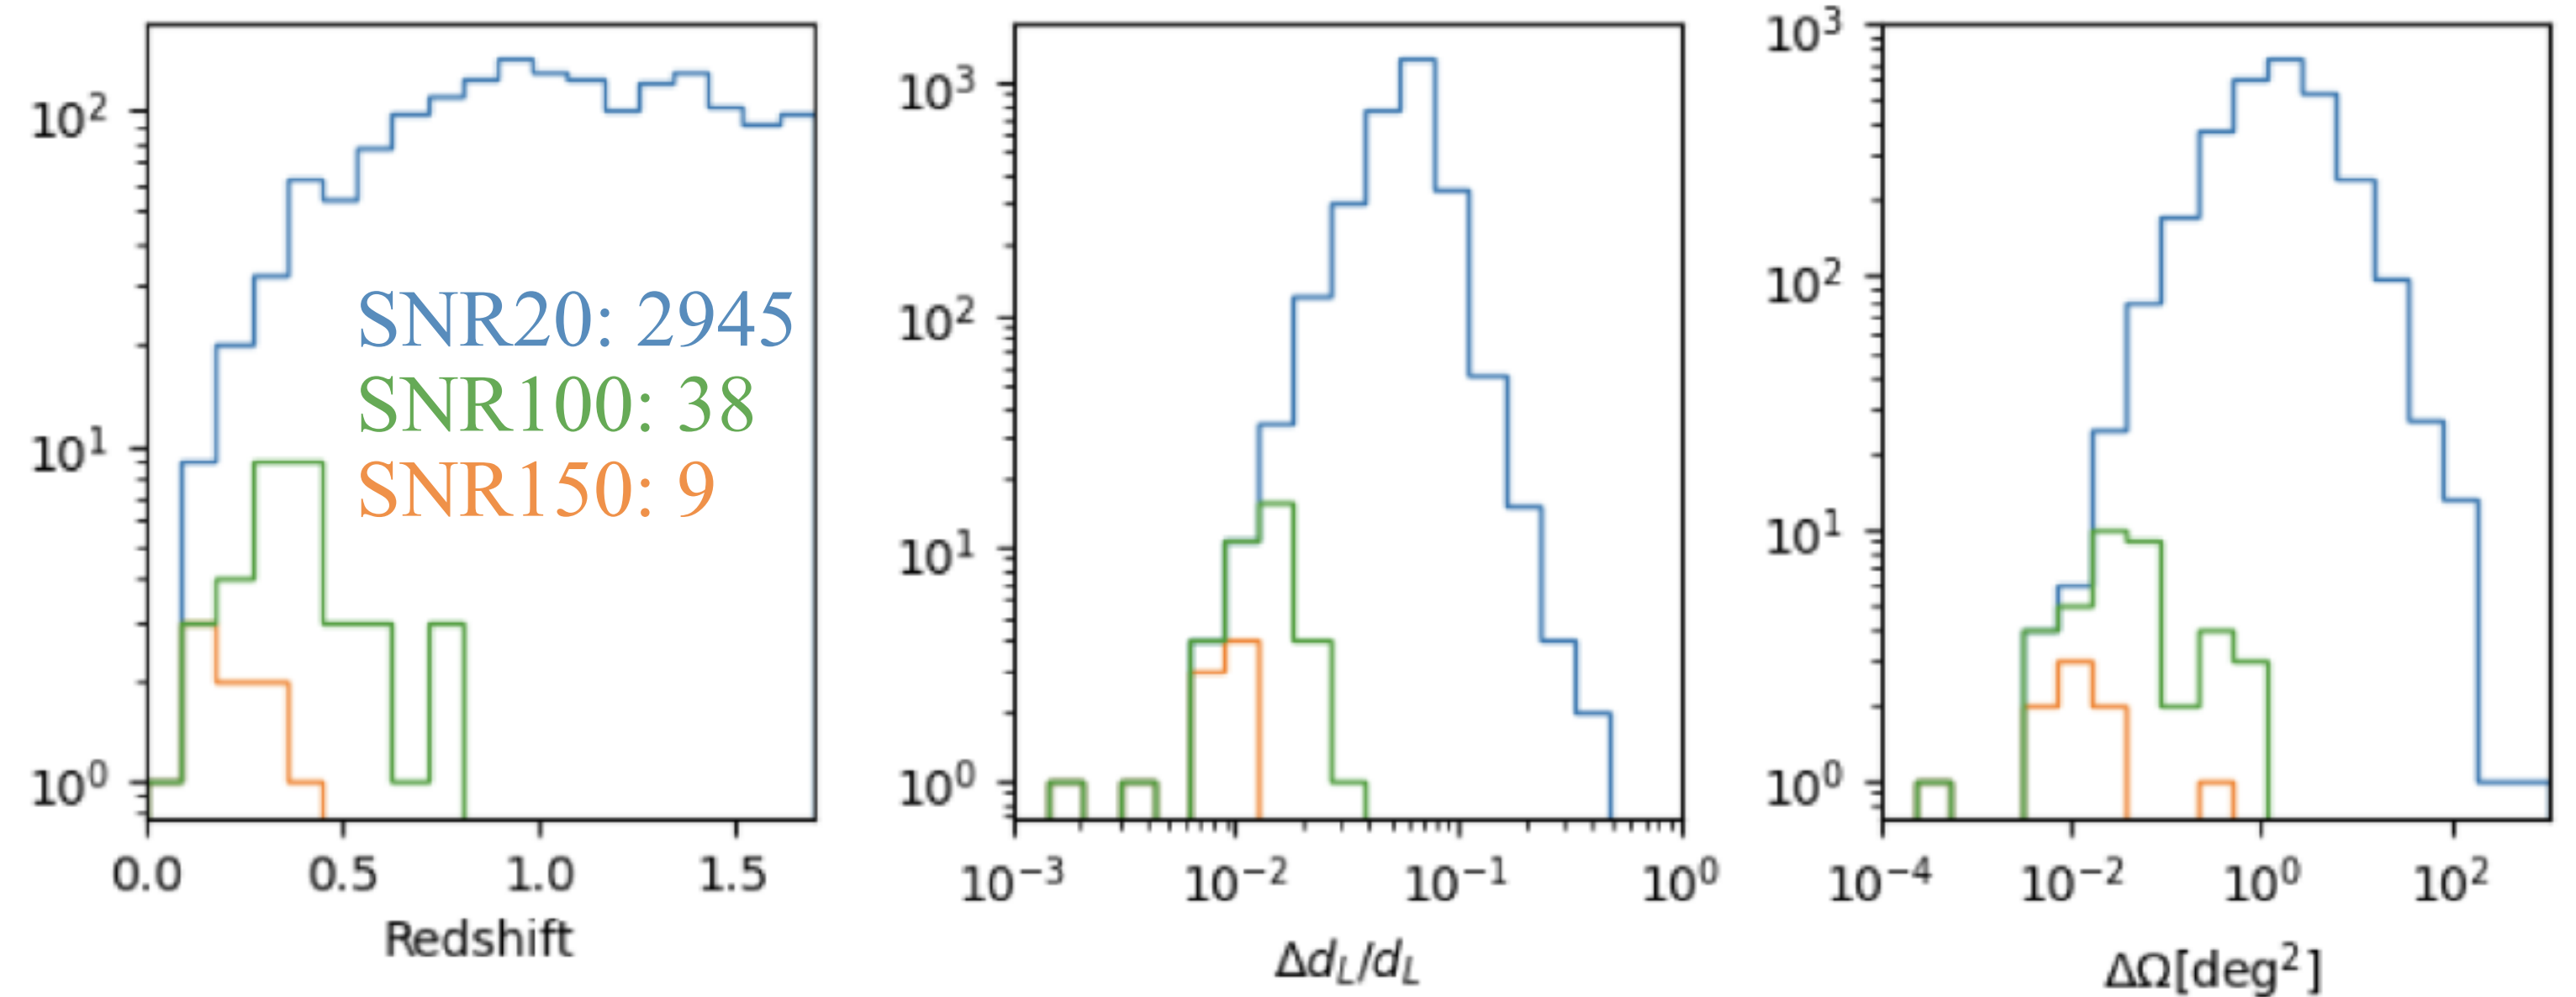 10²
10¹
10⁰
SNR20: 2945
SNR100: 38
SNR150: 9
0.0 0.5 1.0 1.5
Redshift
10³
10²
10¹
10⁰
10⁻³ 10⁻² 10⁻¹ 10⁰
Δd_L/d_L
10³
10²
10¹
10⁰
10⁻⁴ 10⁻² 10⁰ 10²
ΔΩ[deg²]